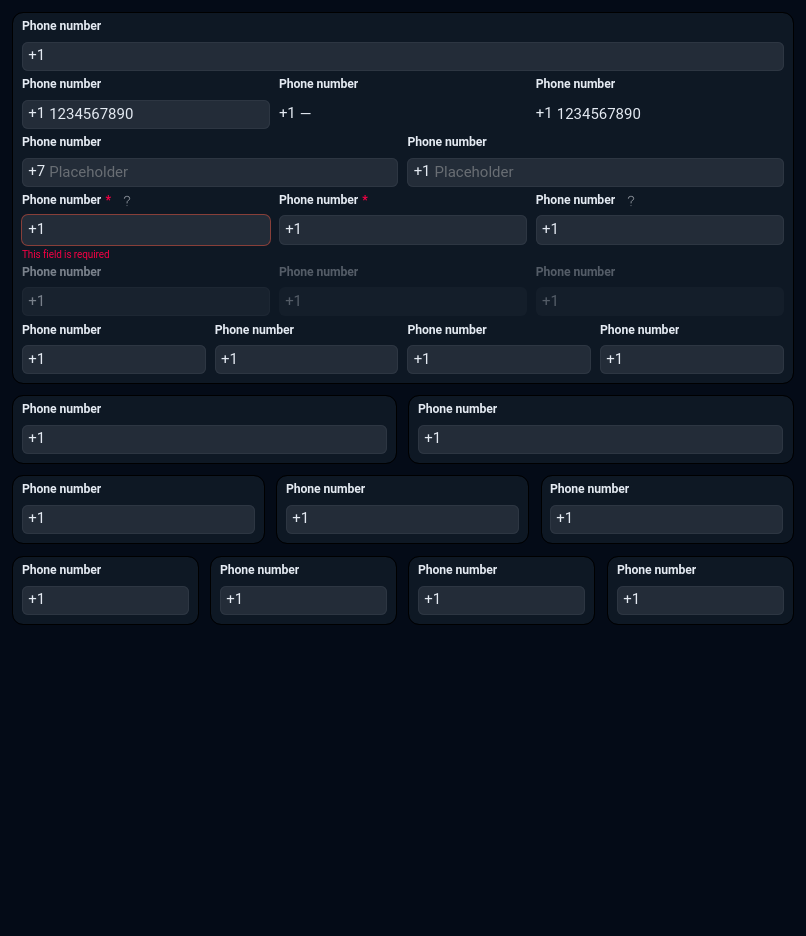 Phone number
+1
Phone number Phone number Phone number
+1 1234567890 +1 — +1 1234567890
Phone number Phone number
+7 Placeholder +1 Placeholder
Phone number * ? Phone number * Phone number ?
+1 +1 +1
This field is required
Phone number Phone number Phone number
+1 +1 +1
Phone number Phone number Phone number Phone number
+1 +1 +1 +1
Phone number Phone number
+1 +1
Phone number Phone number Phone number
+1 +1 +1
Phone number Phone number Phone number Phone number
+1 +1 +1 +1